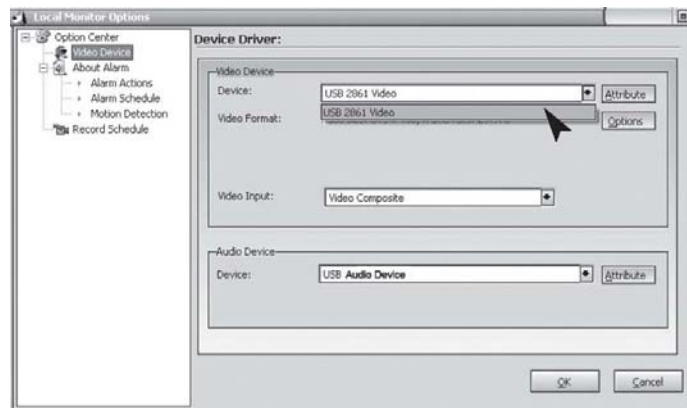 Local Monitor Options
Option Center
Video Device
About Alarm
Alarm Actions
Alarm Schedule
Motion Detection
Record Schedule
Device Driver:
Video Device
Device:
USB 2861 Video
Attribute
USB 2861 Video
Video Format:
Options
Video Input:
Video Composite
Audio Device
Device:
USB Audio Device
Attribute
OK
Cancel